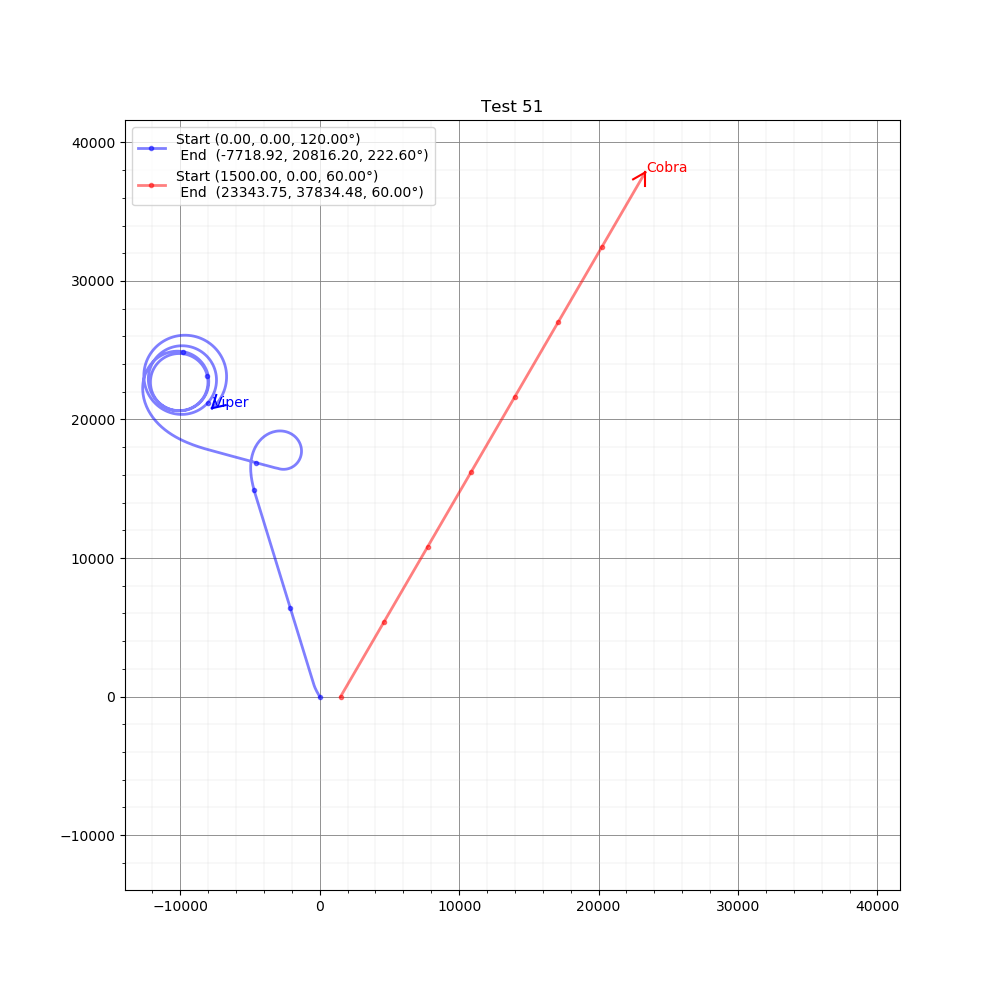 Test 51
Start (0.00, 0.00, 120.00°)
End  (-7718.92, 20816.20, 222.60°)
Start (1500.00, 0.00, 60.00°)
End  (23343.75, 37834.48, 60.00°)
Cobra
Viper
40000
30000
20000
10000
0
−10000
−10000 0 10000 20000 30000 40000